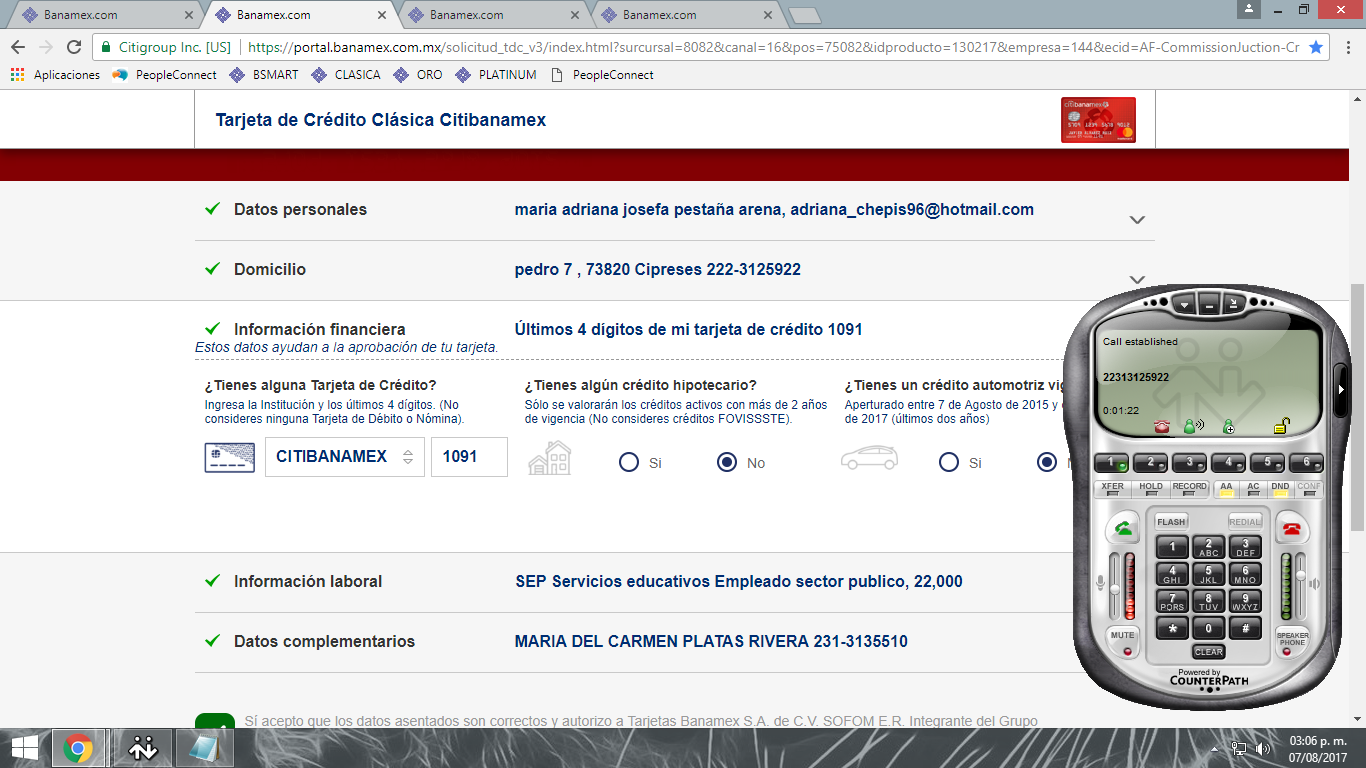 Banamex.com
Banamex.com
Banamex.com
Banamex.com
Citigroup Inc. [US]
https://portal.banamex.com.mx/solicitud_tdc_v3/index.html?surcursal=8082&canal=16&pos=75082&idproducto=130217&empresa=144&ecid=AF-CommissionJuction-Cr
Aplicaciones
PeopleConnect
BSMART
CLASICA
ORO
PLATINUM
PeopleConnect
Tarjeta de Crédito Clásica Citibanamex
Datos personales
maria adriana josefa pestaña arena, adriana_chepis96@hotmail.com
Domicilio
pedro 7 , 73820 Cipreses 222-3125922
Información financiera
Últimos 4 dígitos de mi tarjeta de crédito 1091
Estos datos ayudan a la aprobación de tu tarjeta.
¿Tienes alguna Tarjeta de Crédito?
Ingresa la Institución y los últimos 4 dígitos. (No
consideres ninguna Tarjeta de Débito o Nómina).
CITIBANAMEX
1091
¿Tienes algún crédito hipotecario?
Sólo se valorarán los créditos activos con más de 2 años
de vigencia (No consideres créditos FOVISSSTE).
Si
No
¿Tienes un crédito automotriz vig
Aperturado entre 7 de Agosto de 2015 y
de 2017 (últimos dos años)
Si
Información laboral
SEP Servicios educativos Empleado sector publico, 22,000
Datos complementarios
MARIA DEL CARMEN PLATAS RIVERA 231-3135510
Sí acepto que los datos asentados son correctos y autorizo a Tarjetas Banamex S.A. de C.V. SOFOM E.R. Integrante del Grupo
Call established
22313125922
0:01:22
1 2 3 4 5 6
XFER HOLD RECORD AA AC DND CONF
FLASH
REDIAL
1 2 ABC 3 DEF
4 GHI 5 JKL 6 MNO
7 PQRS 8 TUV 9 WXYZ
* 0 #
MUTE
CLEAR
SPEAKER
PHONE
Powered by
COUNTERPATH
03:06 p. m.
07/08/2017